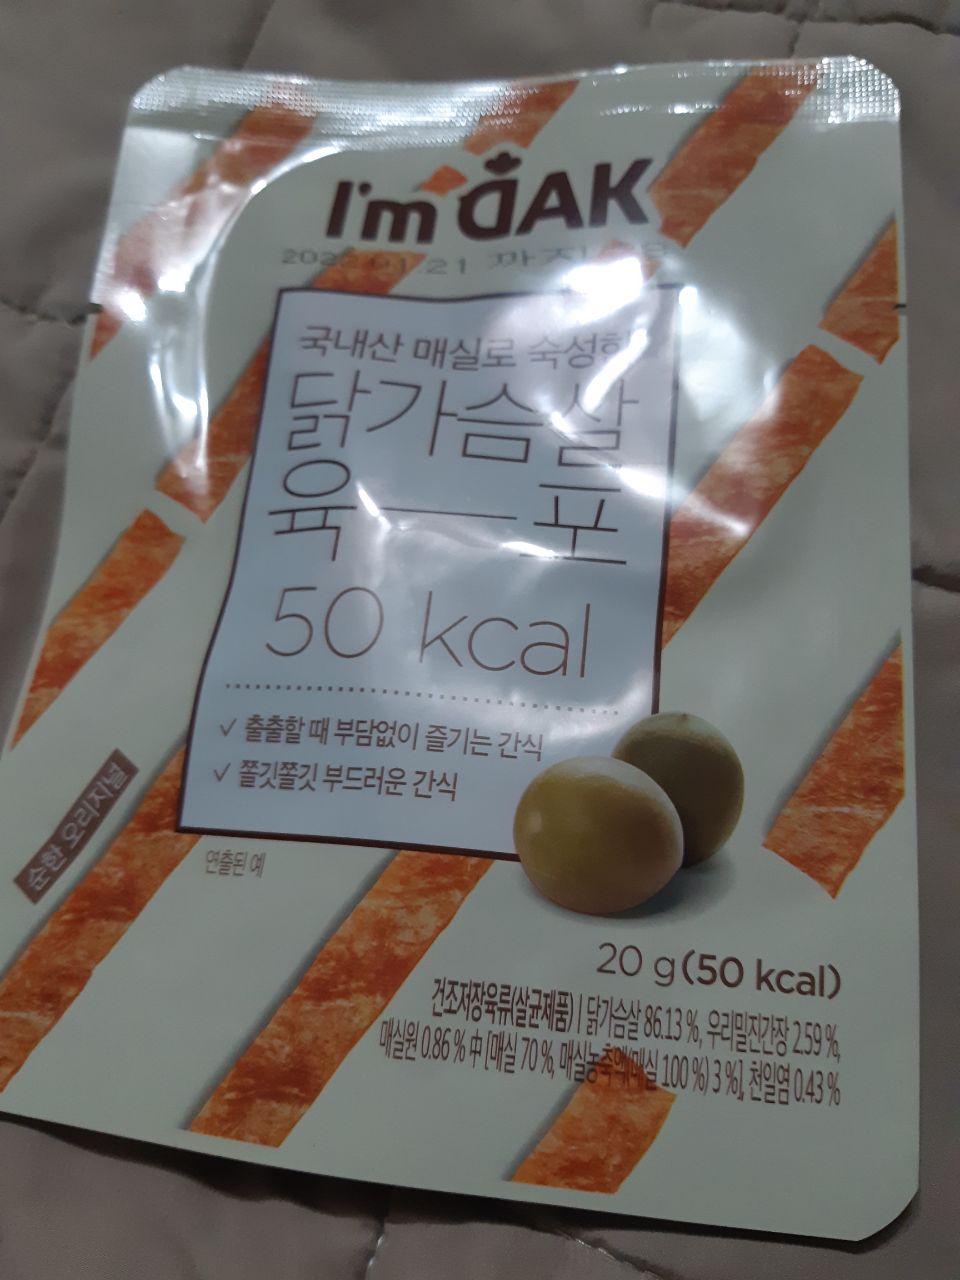 I'm DAK
01.21 까지
국내산 매실로 숙성한
닭가슴살
육—포
50 kcal
✓ 출출할 때 부담없이 즐기는 간식
✓ 쫄깃쫄깃 부드러운 간식
순한 오리지널
연출된 예
20 g(50 kcal)
건조저장육류(살균제품) | 닭가슴살 86.13 %, 우리밀진간장 2.59 %,
매실원 0.86 % 中 [매실 70 %, 매실농축액(매실 100 %) 3 %], 천일염 0.43 %